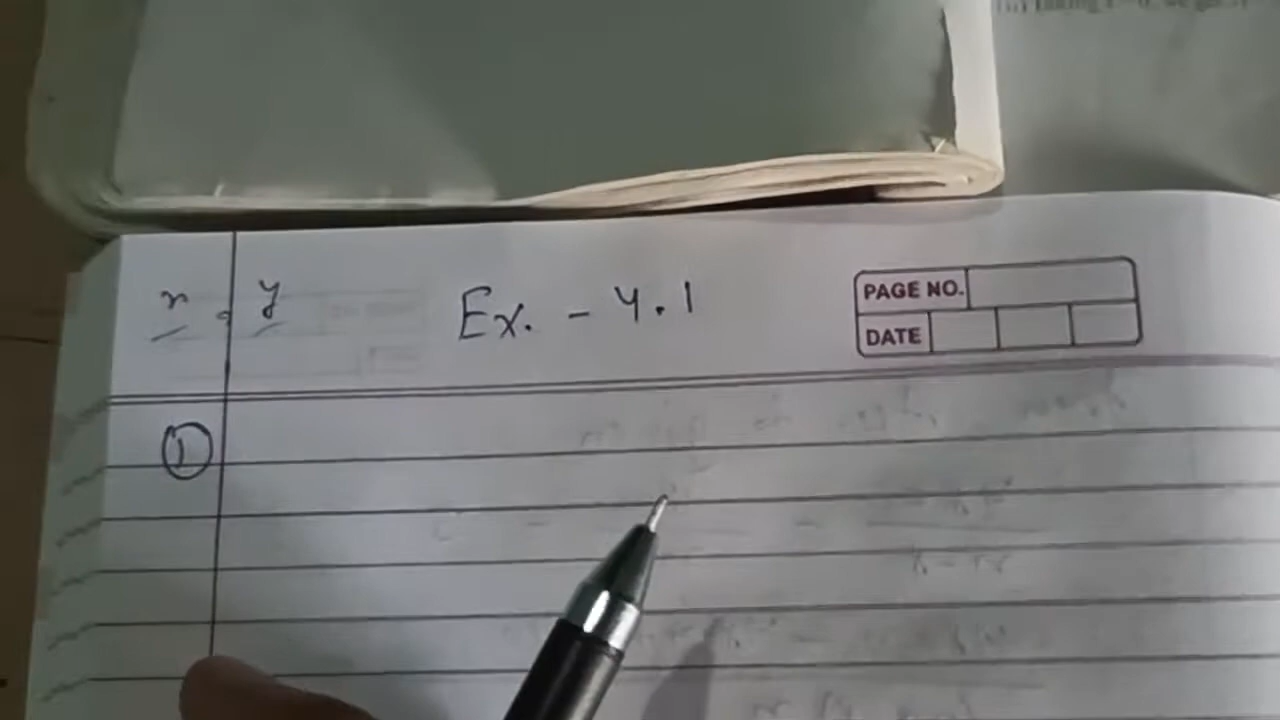 x, y
Ex. - 4.1
PAGE NO.
DATE
①